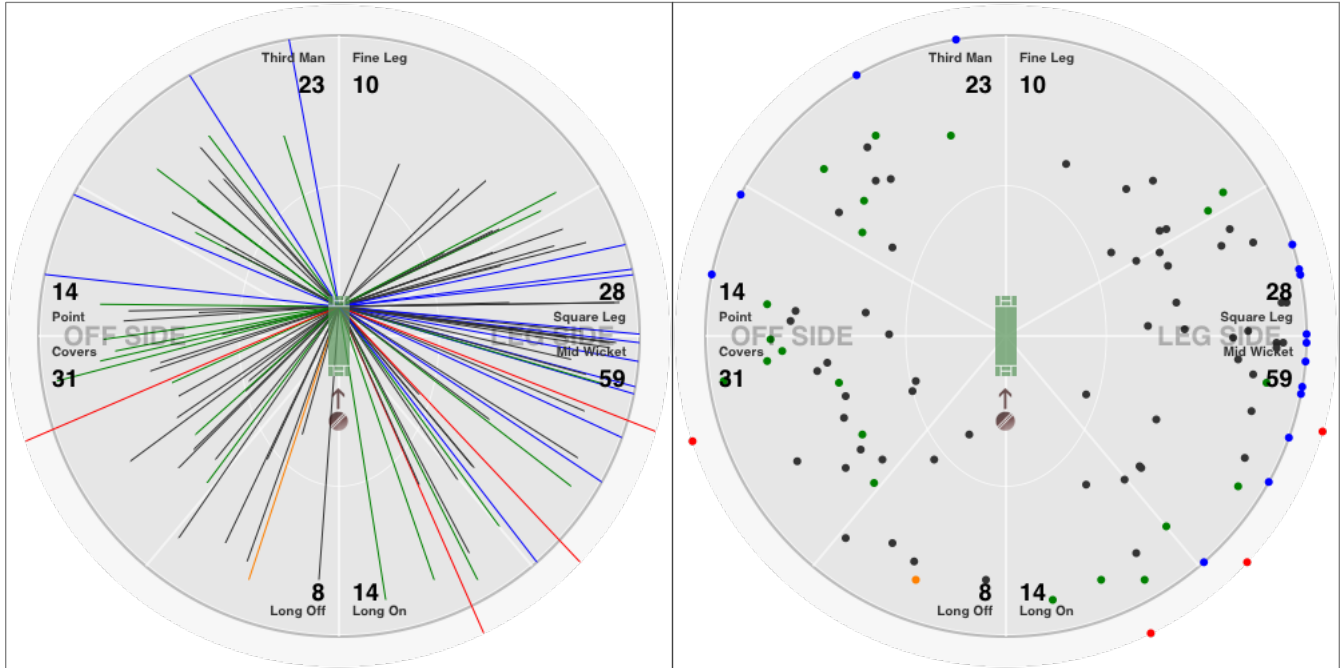 Third Man Fine Leg
23 10
14 28
Point Square Leg
OFF SIDE LEG SIDE
Covers Mid Wicket
31 59
8 14
Long Off Long On
Third Man Fine Leg
23 10
14 28
Point Square Leg
OFF SIDE LEG SIDE
Covers Mid Wicket
31 59
8 14
Long Off Long On